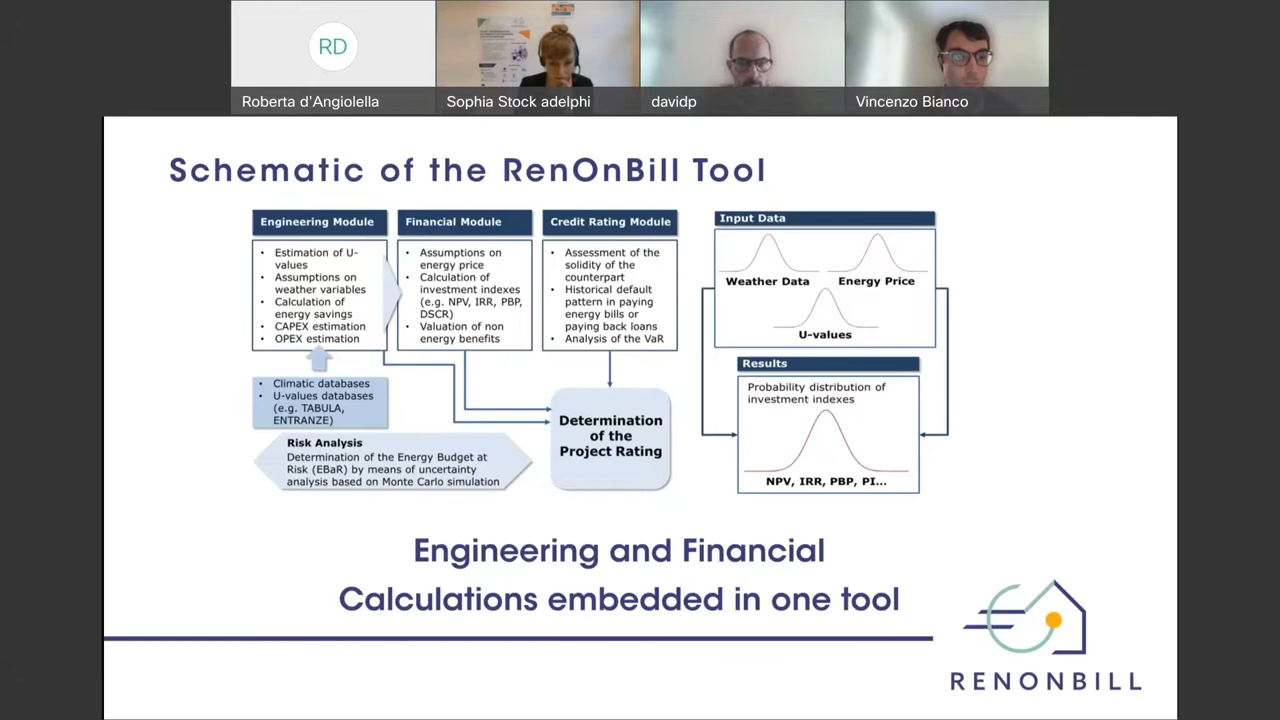 RD
Roberta d'Angiolella
Sophia Stock adelphi
davidp
Vincenzo Bianco
Schematic of the RenOnBill Tool
Engineering Module
• Estimation of U-
values
• Assumptions on
weather variables
• Calculation of
energy savings
• CAPEX estimation
• OPEX estimation
Financial Module
• Assumptions on
energy price
• Calculation of
investment indexes
(e.g. NPV, IRR, PBP,
DSCR)
• Valuation of non
energy benefits
Credit Rating Module
• Assessment of the
solidity of the
counterpart
• Historical default
pattern in paying
energy bills or
paying back loans
• Analysis of the VaR
• Climatic databases
• U-values databases
(e.g. TABULA,
ENTRANZE)
Risk Analysis
Determination of the Energy Budget at
Risk (EBaR) by means of uncertainty
analysis based on Monte Carlo simulation
Determination
of the
Project Rating
Input Data
Weather Data
Energy Price
U-values
Results
Probability distribution of
investment indexes
NPV, IRR, PBP, PI...
Engineering and Financial
Calculations embedded in one tool
RENONBILL